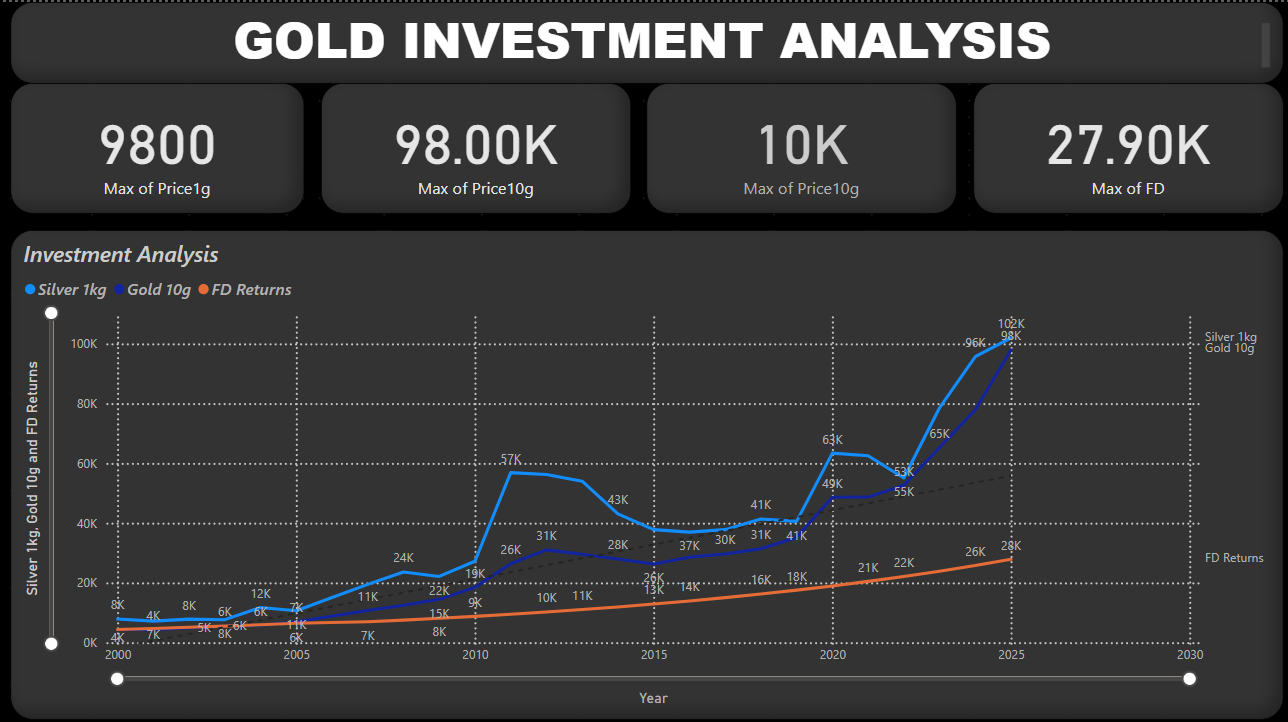 GOLD INVESTMENT ANALYSIS
9800
Max of Price1g
98.00K
Max of Price10g
10K
Max of Price10g
27.90K
Max of FD
Investment Analysis
Silver 1kg Gold 10g FD Returns
Silver 1kg, Gold 10g and FD Returns
100K
80K
60K
40K
20K
0K
8K
4K
4K
7K
8K
5K
6K
8K
6K
12K
6K
7K
11K
6K
11K
7K
24K
22K
15K
8K
19K
9K
57K
26K
31K
10K
11K
43K
28K
26K
13K
37K
14K
30K
41K
31K
16K
41K
18K
63K
49K
21K
53K
55K
22K
65K
96K
26K
102K
98K
28K
Silver 1kg
Gold 10g
FD Returns
2000 2005 2010 2015 2020 2025 2030
Year